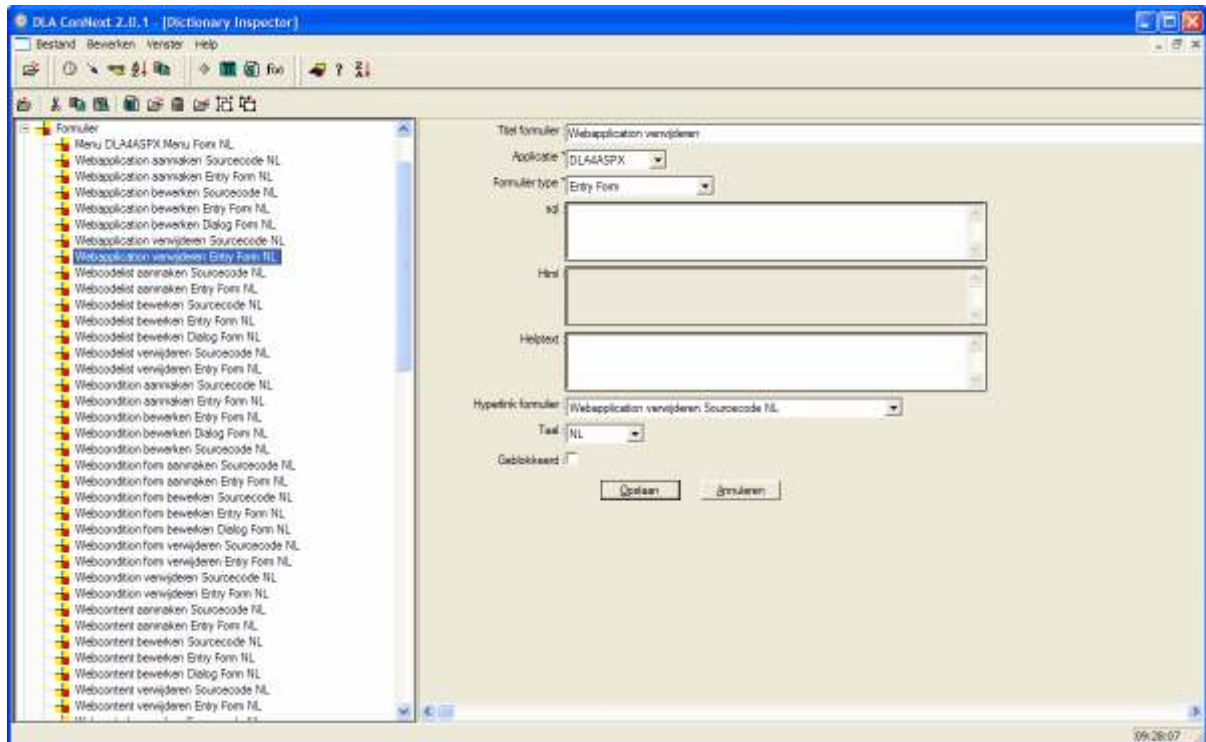 DLA ConNext 2.0.1 - [Dictionary Inspector]
Bestand Bewerken Venster Help
f(x)
Formulier
Menu DLA4ASPX Menu Form NL
Webapplication aanmaken Sourcecode NL
Webapplication aanmaken Entry Form NL
Webapplication bewerken Sourcecode NL
Webapplication bewerken Entry Form NL
Webapplication bewerken Dialog Form NL
Webapplication verwijderen Sourcecode NL
Webapplication verwijderen Entry Form NL
Webcodelist aanmaken Sourcecode NL
Webcodelist aanmaken Entry Form NL
Webcodelist bewerken Sourcecode NL
Webcodelist bewerken Entry Form NL
Webcodelist bewerken Dialog Form NL
Webcodelist verwijderen Sourcecode NL
Webcodelist verwijderen Entry Form NL
Webcondition aanmaken Sourcecode NL
Webcondition aanmaken Entry Form NL
Webcondition bewerken Entry Form NL
Webcondition bewerken Dialog Form NL
Webcondition bewerken Sourcecode NL
Webcondition form aanmaken Sourcecode NL
Webcondition form aanmaken Entry Form NL
Webcondition form bewerken Sourcecode NL
Webcondition form bewerken Entry Form NL
Webcondition form bewerken Dialog Form NL
Webcondition form verwijderen Sourcecode NL
Webcondition form verwijderen Entry Form NL
Webcondition verwijderen Sourcecode NL
Webcondition verwijderen Entry Form NL
Webcontent aanmaken Sourcecode NL
Webcontent aanmaken Entry Form NL
Webcontent bewerken Sourcecode NL
Webcontent bewerken Entry Form NL
Webcontent bewerken Dialog Form NL
Webcontent verwijderen Sourcecode NL
Webcontent verwijderen Entry Form NL
Titel formulier Webapplication verwijderen
Applicatie * DLA4ASPX
Formulier type * Entry Form
sql
Html
Helptext
Hyperlink formulier Webapplication verwijderen Sourcecode NL
Taal NL
Geblokkeerd
Opslaan Annuleren
09:28:07